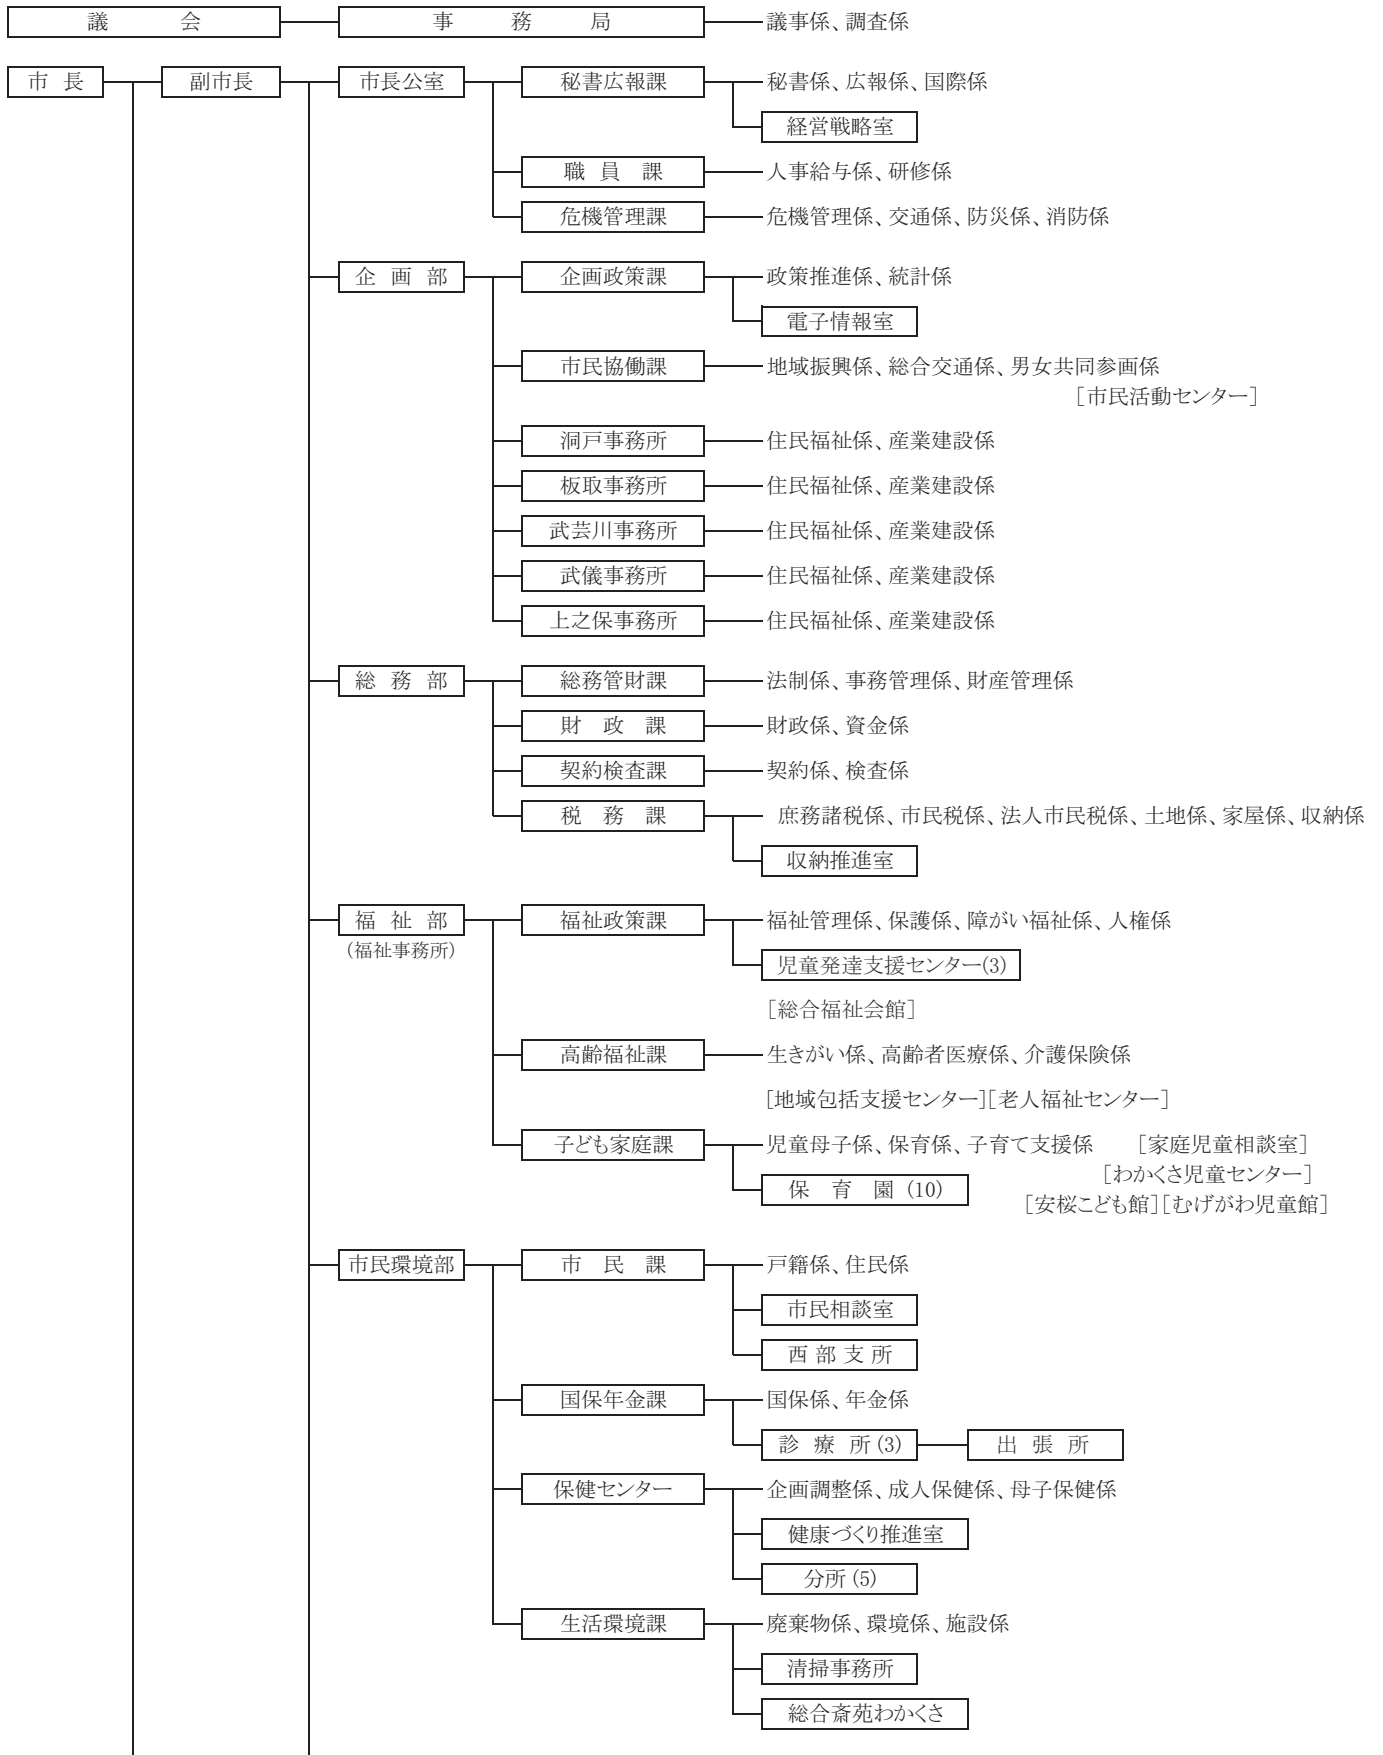 議会 事務局 議事係、調査係
市長 副市長 市長公室 秘書広報課 秘書係、広報係、国際係
経営戦略室
職員課 人事給与係、研修係
危機管理課 危機管理係、交通係、防災係、消防係
企画部 企画政策課 政策推進係、統計係
電子情報室
市民協働課 地域振興係、総合交通係、男女共同参画係
[市民活動センター]
洞戸事務所 住民福祉係、産業建設係
板取事務所 住民福祉係、産業建設係
武芸川事務所 住民福祉係、産業建設係
武儀事務所 住民福祉係、産業建設係
上之保事務所 住民福祉係、産業建設係
総務部 総務管財課 法制係、事務管理係、財産管理係
財政課 財政係、資金係
契約検査課 契約係、検査係
税務課 庶務諸税係、市民税係、法人市民税係、土地係、家屋係、収納係
収納推進室
福祉部 福祉政策課 福祉管理係、保護係、障がい福祉係、人権係
(福祉事務所) 児童発達支援センター(3)
[総合福祉会館]
高齢福祉課 生きがい係、高齢者医療係、介護保険係
[地域包括支援センター][老人福祉センター]
子ども家庭課 児童母子係、保育係、子育て支援係 [家庭児童相談室]
[わかくさ児童センター]
保育園(10)
[安桜こども館][むげがわ児童館]
市民環境部 市民課 戸籍係、住民係
市民相談室
西部支所
国保年金課 国保係、年金係
診療所(3) 出張所
保健センター 企画調整係、成人保健係、母子保健係
健康づくり推進室
分所(5)
生活環境課 廃棄物係、環境係、施設係
清掃事務所
総合斎苑わかくさ